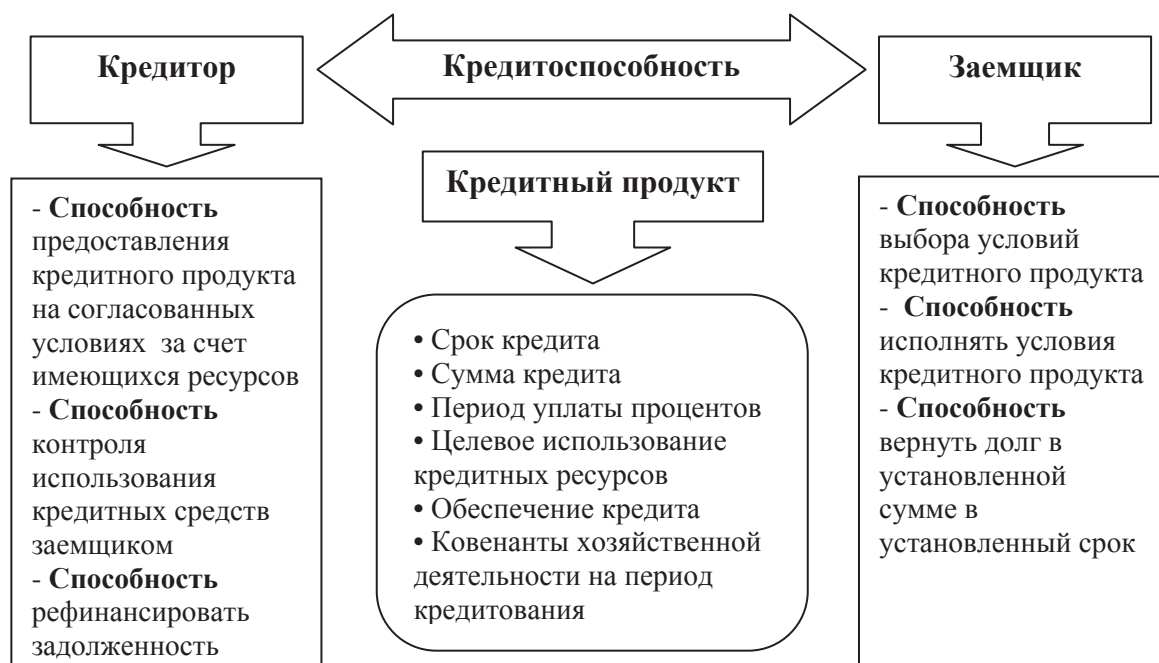 Кредитор
Кредитоспособность
Заемщик
- Способность
предоставления
кредитного продукта
на согласованных
условиях за счет
имеющихся ресурсов
- Способность
контроля
использования
кредитных средств
заемщиком
- Способность
рефинансировать
задолженность
Кредитный продукт
• Срок кредита
• Сумма кредита
• Период уплаты процентов
• Целевое использование
кредитных ресурсов
• Обеспечение кредита
• Ковенанты хозяйственной
деятельности на период
кредитования
- Способность
выбора условий
кредитного продукта
- Способность
исполнять условия
кредитного продукта
- Способность
вернуть долг в
установленной
сумме в
установленный срок